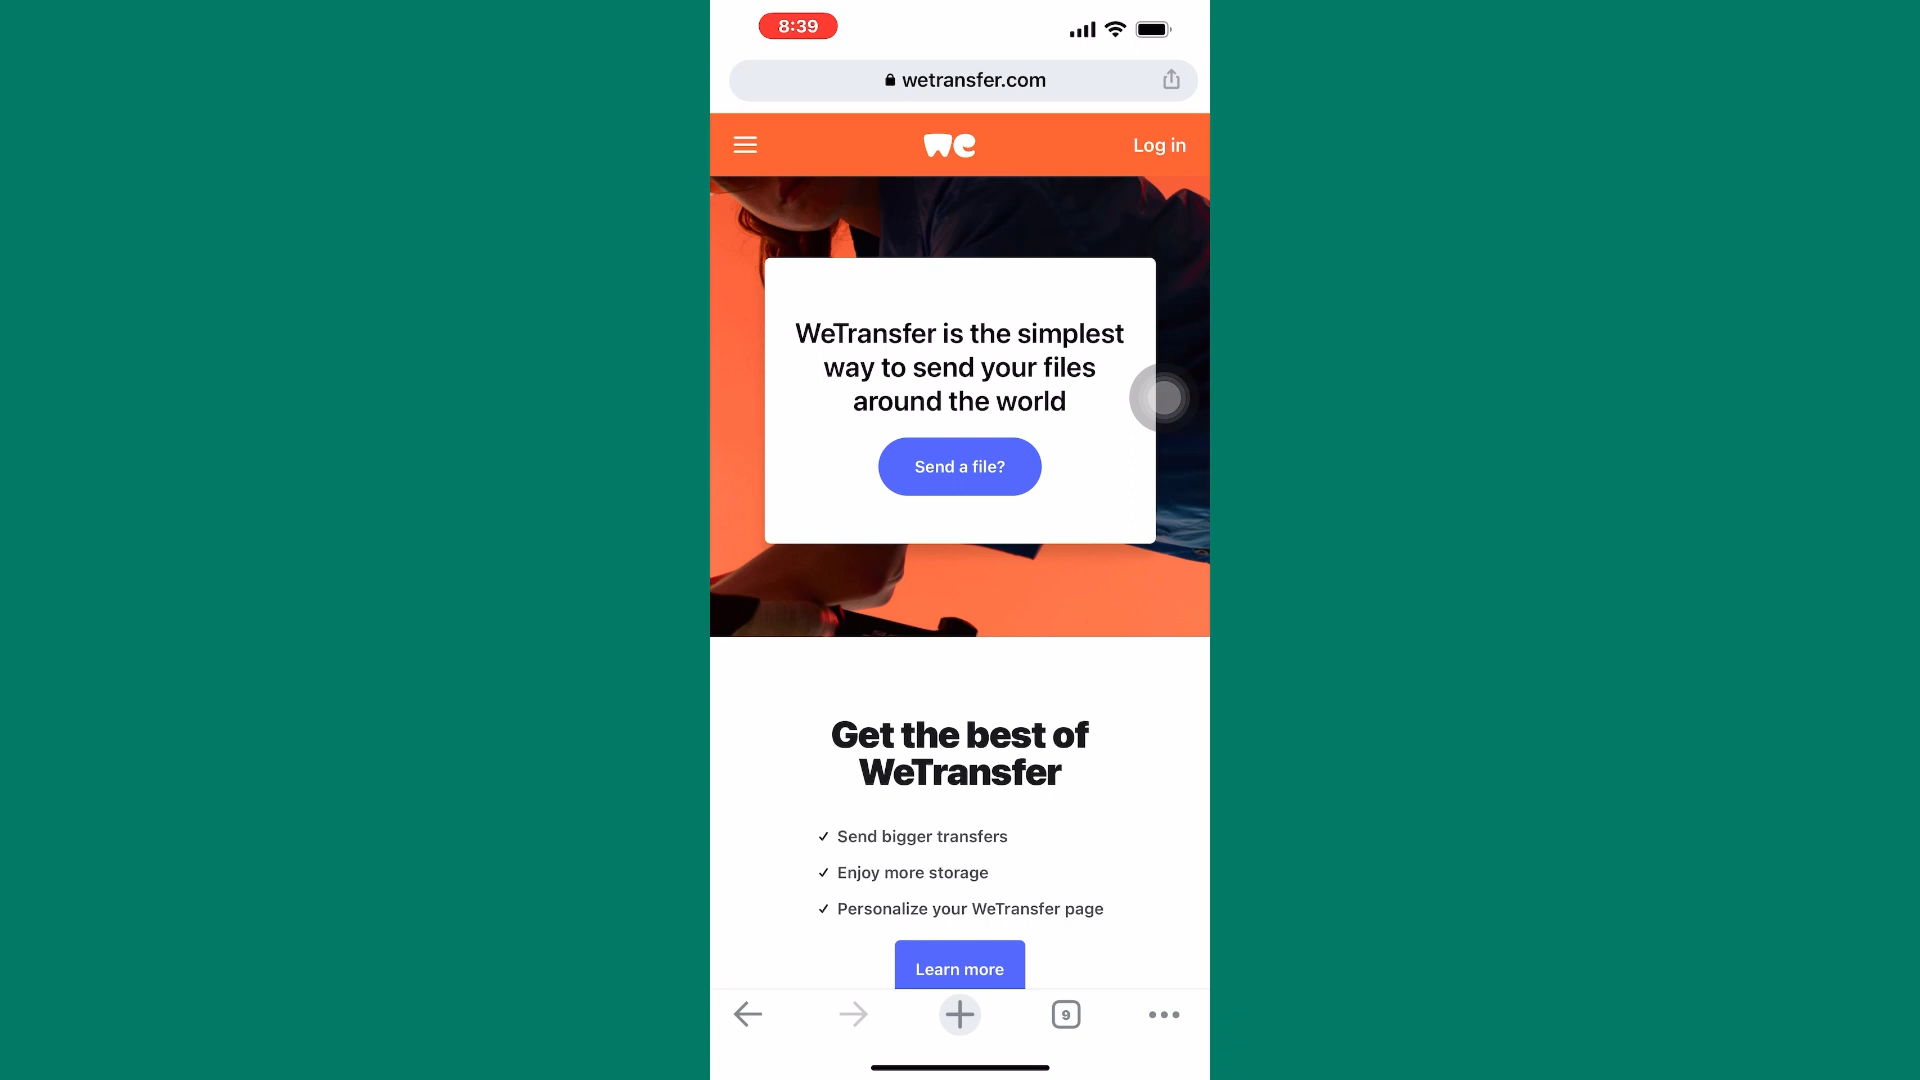 8:39
wetransfer.com
we
Log in
WeTransfer is the simplest
way to send your files
around the world
Send a file?
Get the best of
WeTransfer
✓ Send bigger transfers
✓ Enjoy more storage
✓ Personalize your WeTransfer page
Learn more
9